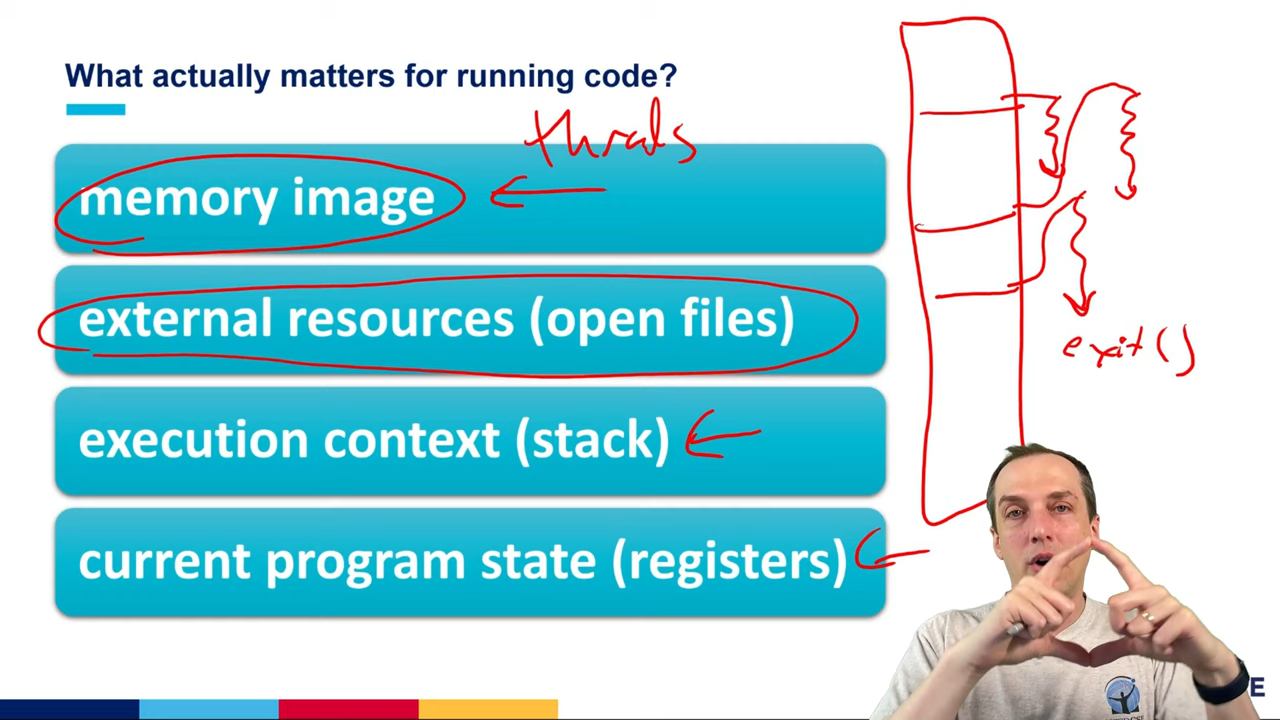 What actually matters for running code?
thrads
memory image
external resources (open files)
exit()
execution context (stack)
current program state (registers)
E